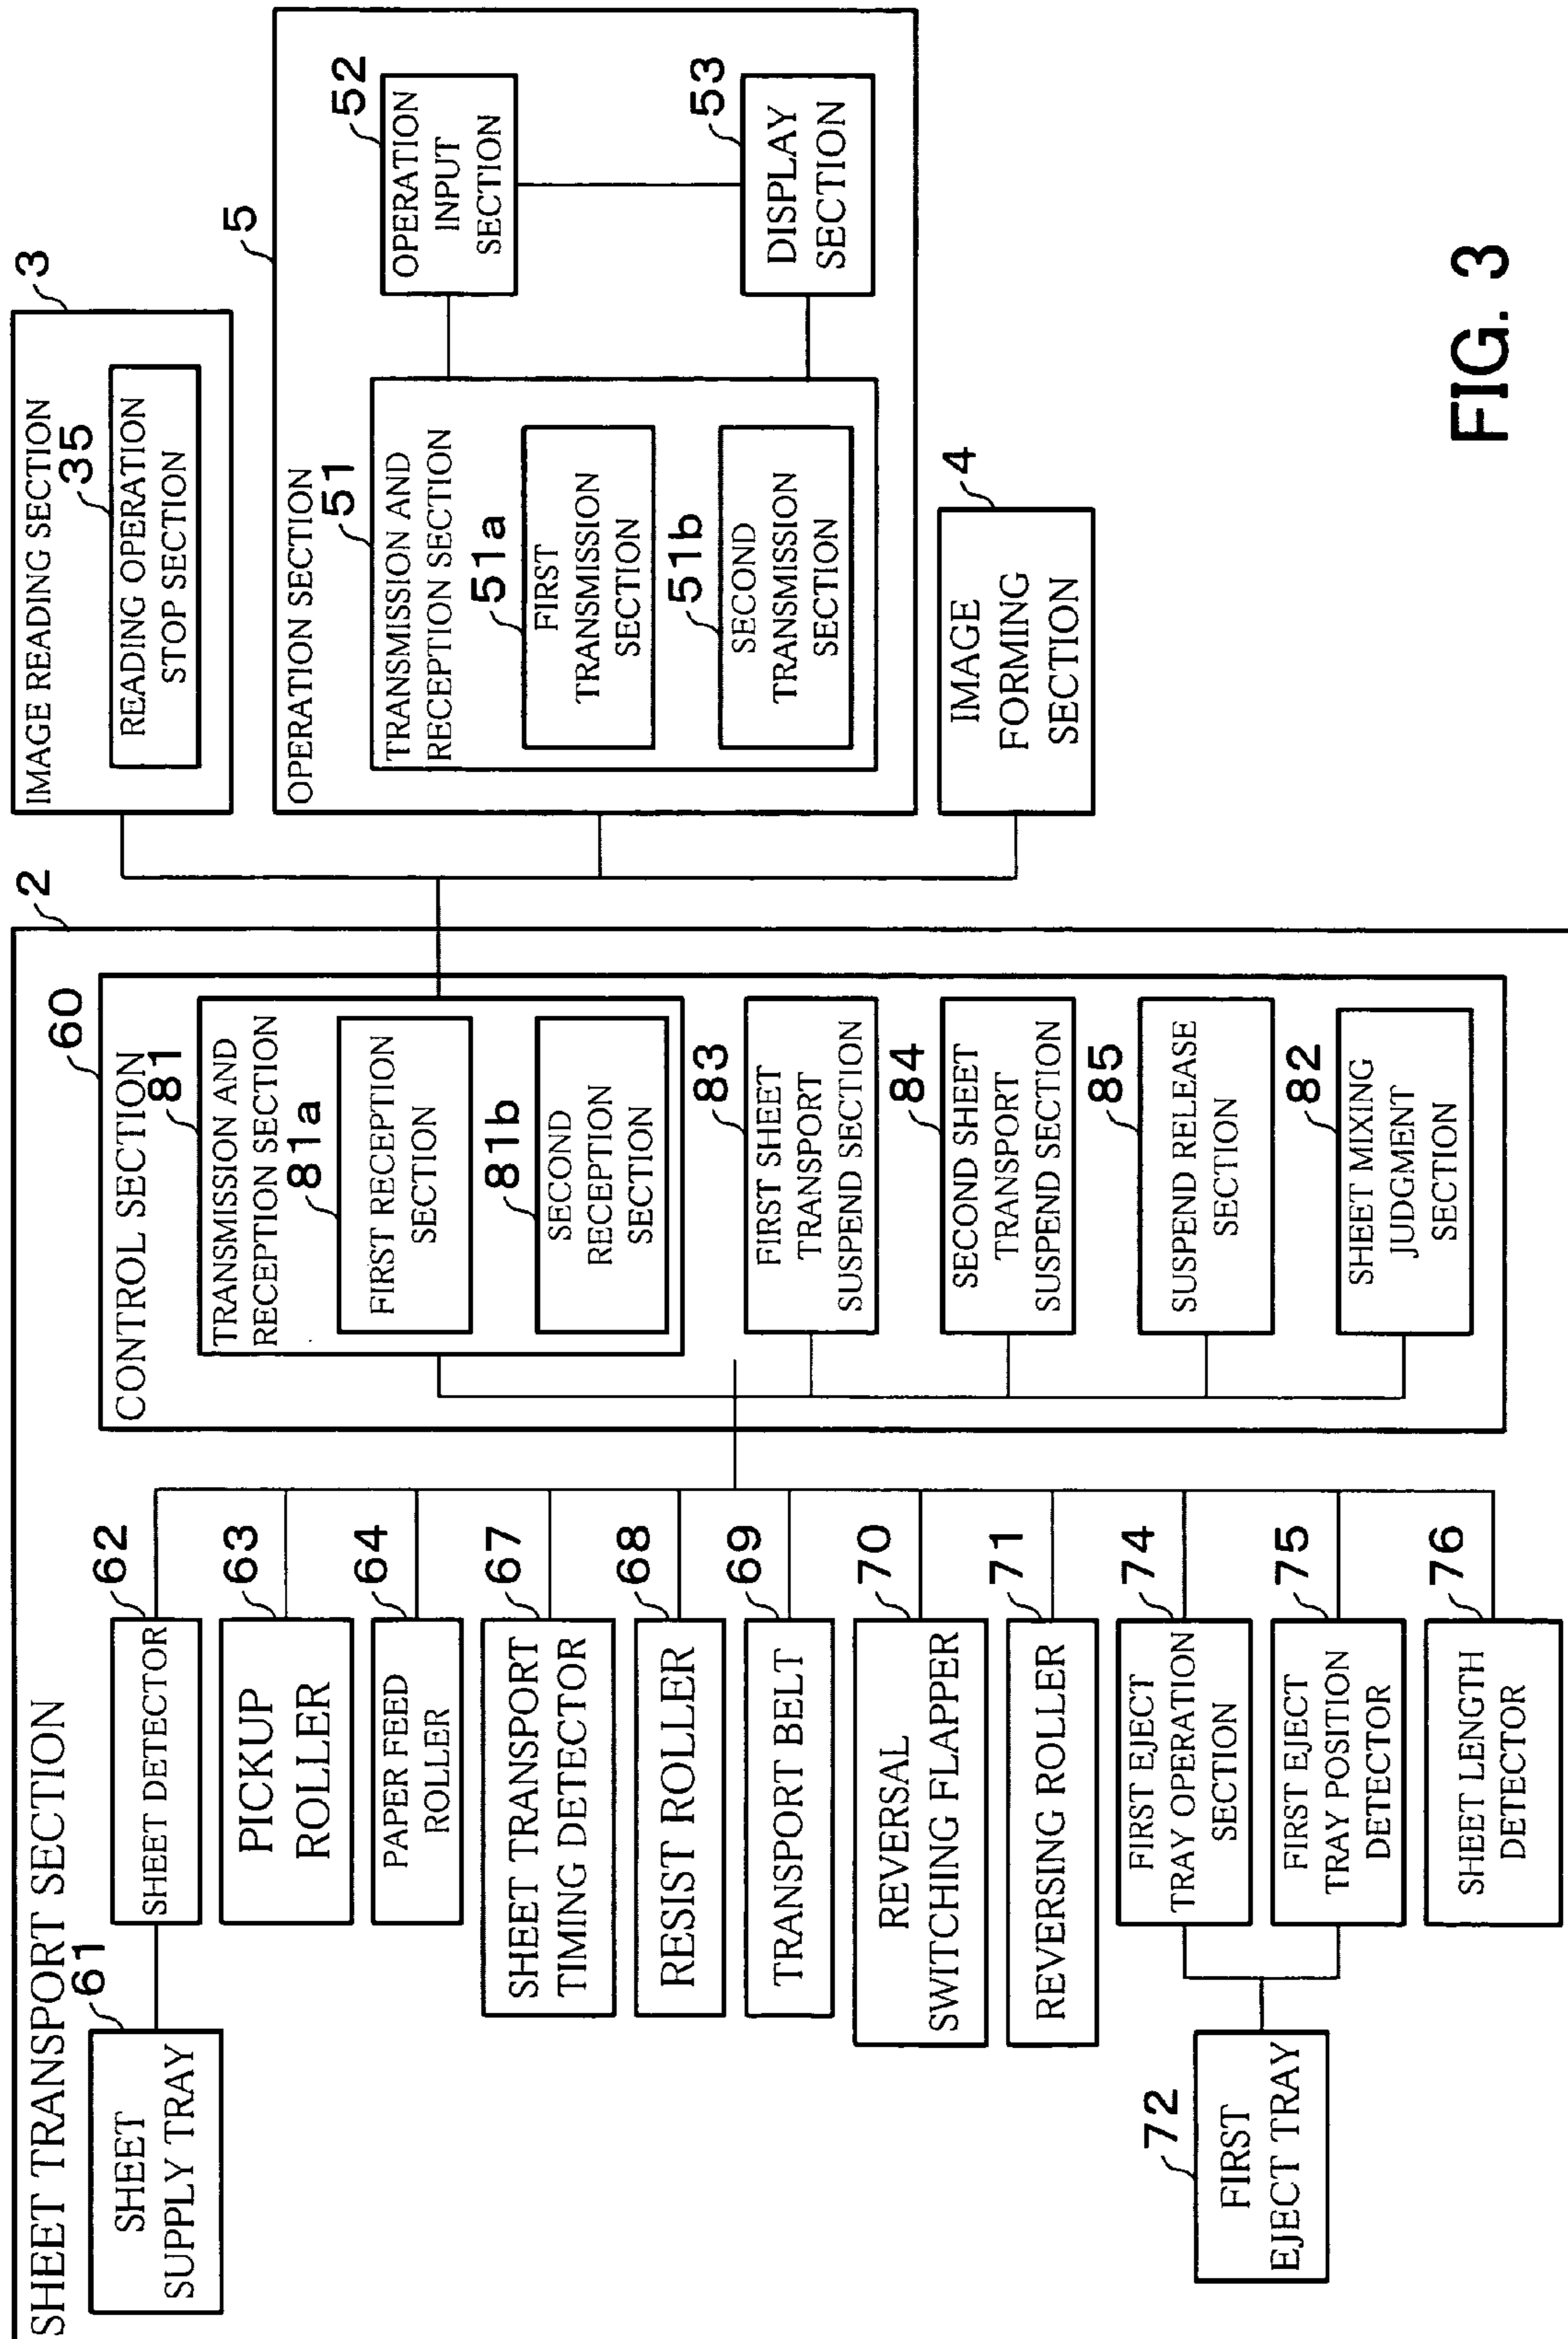 SHEET TRANSPORT SECTION
2
61
SHEET
SUPPLY TRAY
62
SHEET DETECTOR
63
PICKUP
ROLLER
64
PAPER FEED
ROLLER
67
SHEET TRANSPORT
TIMING DETECTOR
68
RESIST ROLLER
69
TRANSPORT BELT
70
REVERSAL
SWITCHING FLAPPER
71
REVERSING ROLLER
72
FIRST
EJECT TRAY
74
FIRST EJECT
TRAY OPERATION
SECTION
75
FIRST EJECT
TRAY POSITION
DETECTOR
76
SHEET LENGTH
DETECTOR
60
CONTROL SECTION
81
TRANSMISSION AND
RECEPTION SECTION
81a
FIRST RECEPTION
SECTION
81b
SECOND
RECEPTION
SECTION
83
FIRST SHEET
TRANSPORT
SUSPEND SECTION
84
SECOND SHEET
TRANSPORT
SUSPEND SECTION
85
SUSPEND RELEASE
SECTION
82
SHEET MIXING
JUDGMENT
SECTION
3
IMAGE READING SECTION
35
READING OPERATION
STOP SECTION
5
OPERATION SECTION
51
TRANSMISSION AND
RECEPTION SECTION
51a
FIRST
TRANSMISSION
SECTION
51b
SECOND
TRANSMISSION
SECTION
52
OPERATION
INPUT
SECTION
53
DISPLAY
SECTION
4
IMAGE
FORMING
SECTION
FIG. 3